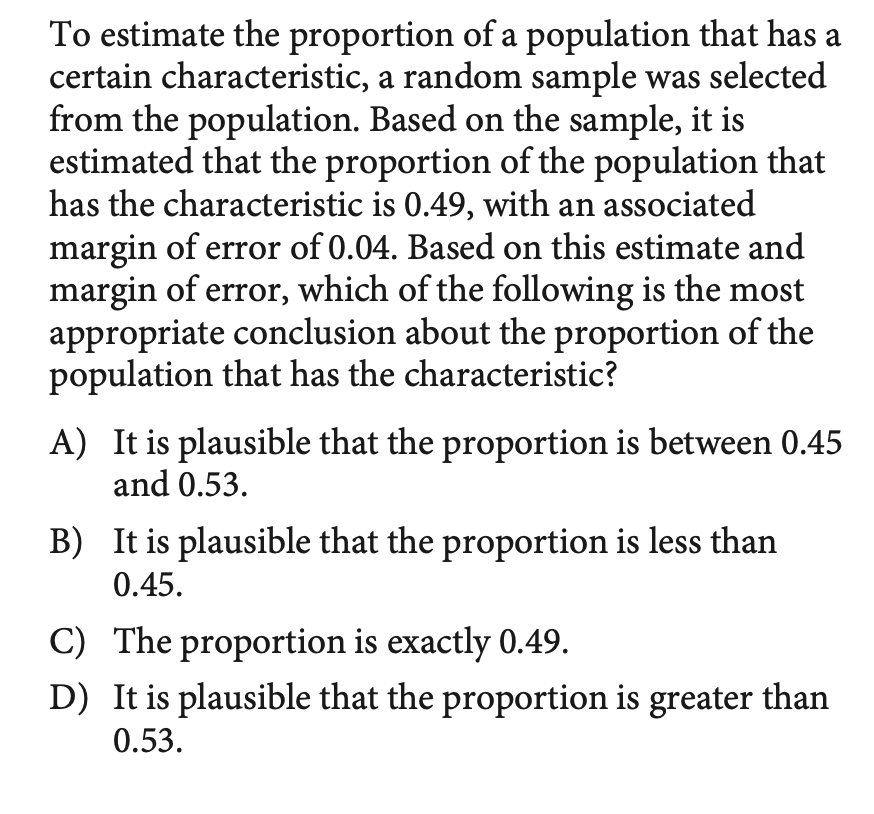 To estimate the proportion of a population that has a
certain characteristic, a random sample was selected
from the population. Based on the sample, it is
estimated that the proportion of the population that
has the characteristic is 0.49, with an associated
margin of error of 0.04. Based on this estimate and
margin of error, which of the following is the most
appropriate conclusion about the proportion of the
population that has the characteristic?
A) It is plausible that the proportion is between 0.45
and 0.53.
B) It is plausible that the proportion is less than
0.45.
C) The proportion is exactly 0.49.
D) It is plausible that the proportion is greater than
0.53.